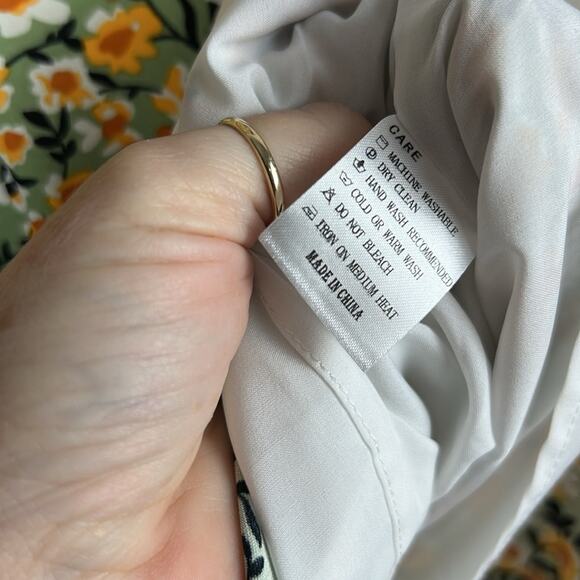 CARE
MACHINE WASHABLE
DRY CLEAN
HAND WASH RECOMMENDED
COLD OR WARM WASH
DO NOT BLEACH
IRON ON MEDIUM HEAT
MADE IN CHINA